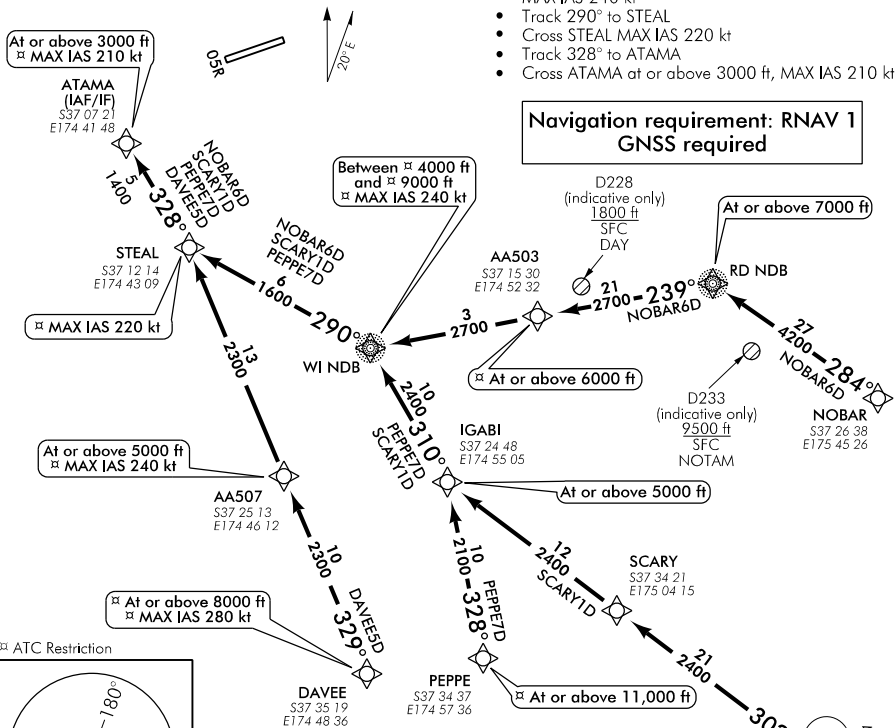 MAX IAS 240 kt
• Track 290° to STEAL
• Cross STEAL MAX IAS 220 kt
• Track 328° to ATAMA
• Cross ATAMA at or above 3000 ft, MAX IAS 210 kt
At or above 3000 ft
¤ MAX IAS 210 kt
05R
20° E
ATAMA
(IAF/IF)
S37 07 21
E174 41 48
Navigation requirement: RNAV 1
GNSS required
NOBAR6D
SCARY1D
PEPPE7D
DAVEE5D
328°
5
1400
Between ¤ 4000 ft
and ¤ 9000 ft
¤ MAX IAS 240 kt
D228
(indicative only)
1800 ft
SFC
DAY
At or above 7000 ft
STEAL
S37 12 14
E174 43 09
NOBAR6D
SCARY1D
PEPPE7D
6
1600
290°
AA503
S37 15 30
E174 52 32
21
2700
239°
NOBAR6D
RD NDB
¤ MAX IAS 220 kt
3
2700
WI NDB
27
4200
NOBAR6D
284°
¤ At or above 6000 ft
13
2300
D233
(indicative only)
9500 ft
SFC
NOTAM
NOBAR
S37 26 38
E175 45 26
10
2400
310°
PEPPE7D
SCARY1D
IGABI
S37 24 48
E174 55 05
At or above 5000 ft
¤ MAX IAS 240 kt
At or above 5000 ft
AA507
S37 25 13
E174 46 12
10
2300
329°
DAVEE5D
10
2100
328°
PEPPE7D
12
2400
SCARY1D
SCARY
S37 34 21
E175 04 15
¤ At or above 8000 ft
¤ MAX IAS 280 kt
21
2400
¤ ATC Restriction
180°
DAVEE
S37 35 19
E174 48 36
PEPPE
S37 34 37
E174 57 36
¤ At or above 11,000 ft